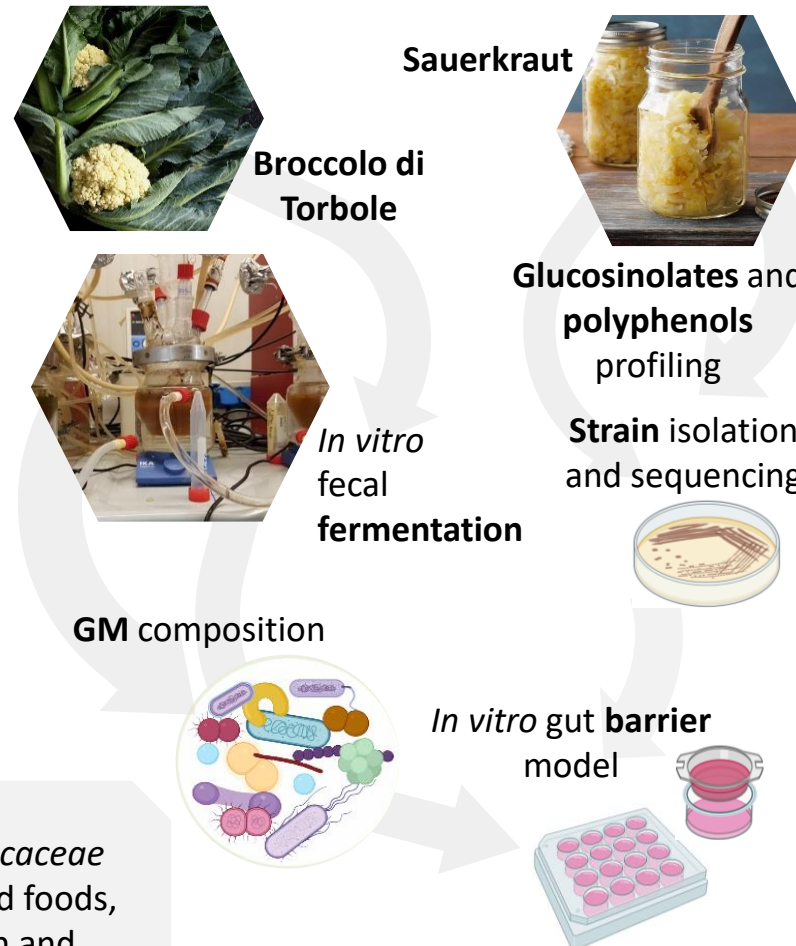 Sauerkraut
Broccolo di
Torbole
Glucosinolates and
polyphenols
profiling
In vitro
fecal
fermentation
Strain isolation
and sequencing
GM composition
In vitro gut barrier
model
caceae
d foods,